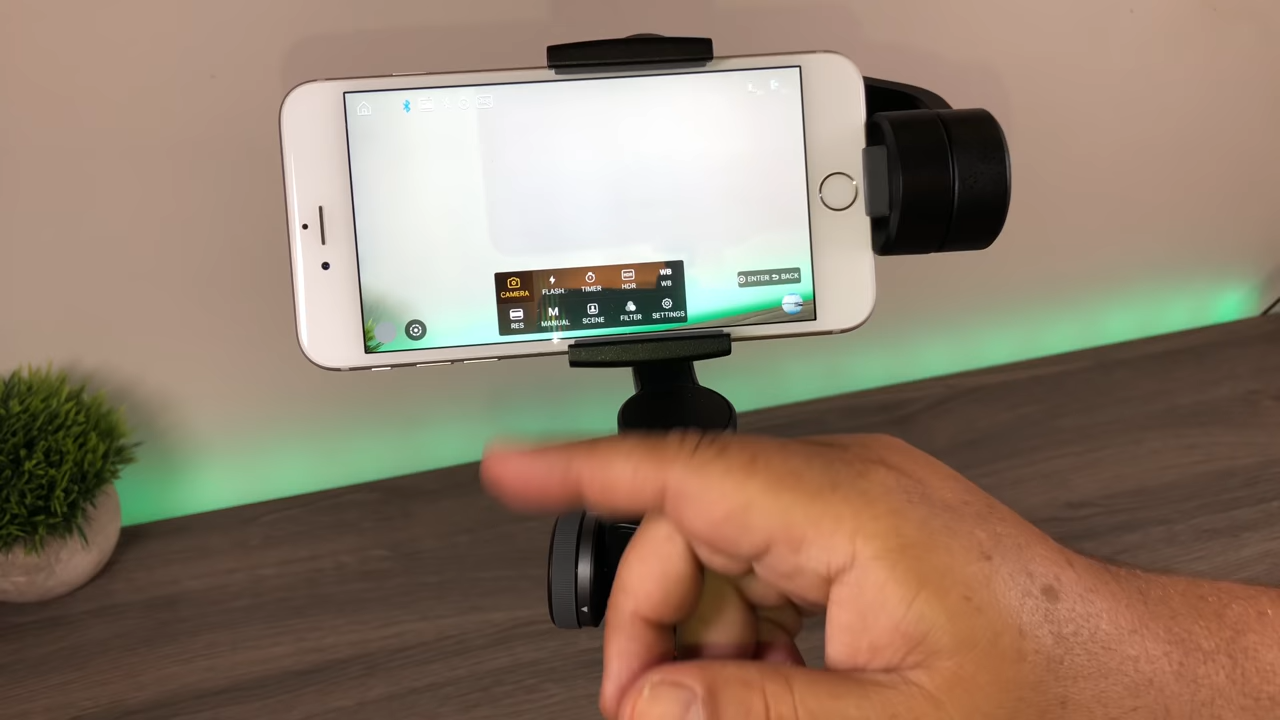 CAMERA FLASH TIMER HDR WB
WB
RES M MANUAL SCENE FILTER SETTINGS
ENTER BACK